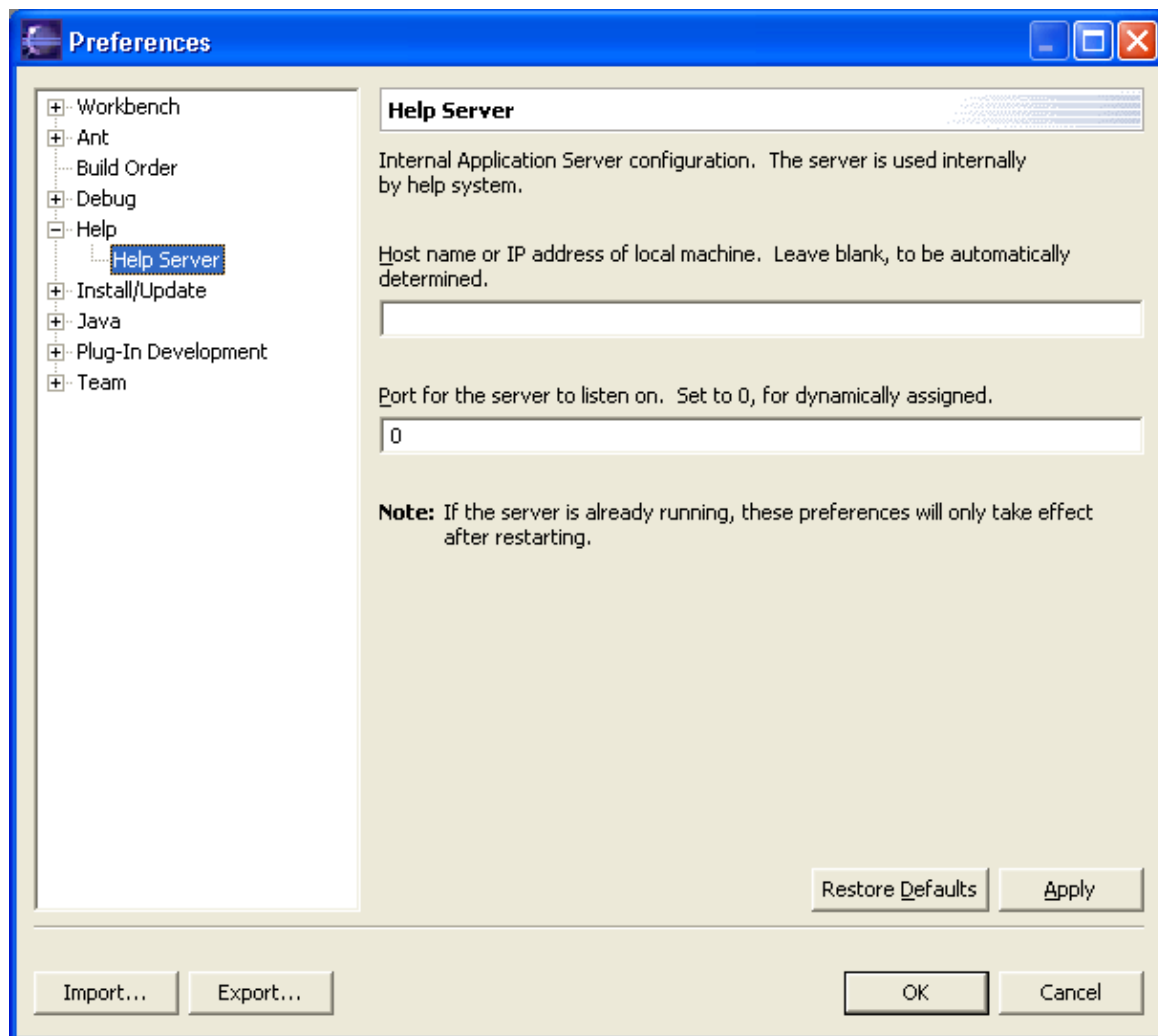 Preferences
Workbench
Ant
Build Order
Debug
Help
Help Server
Install/Update
Java
Plug-In Development
Team
Help Server
Internal Application Server configuration.  The server is used internally
by help system.
Host name or IP address of local machine.  Leave blank, to be automatically
determined.
Port for the server to listen on.  Set to 0, for dynamically assigned.
0
Note: If the server is already running, these preferences will only take effect
after restarting.
Restore Defaults
Apply
Import...
Export...
OK
Cancel